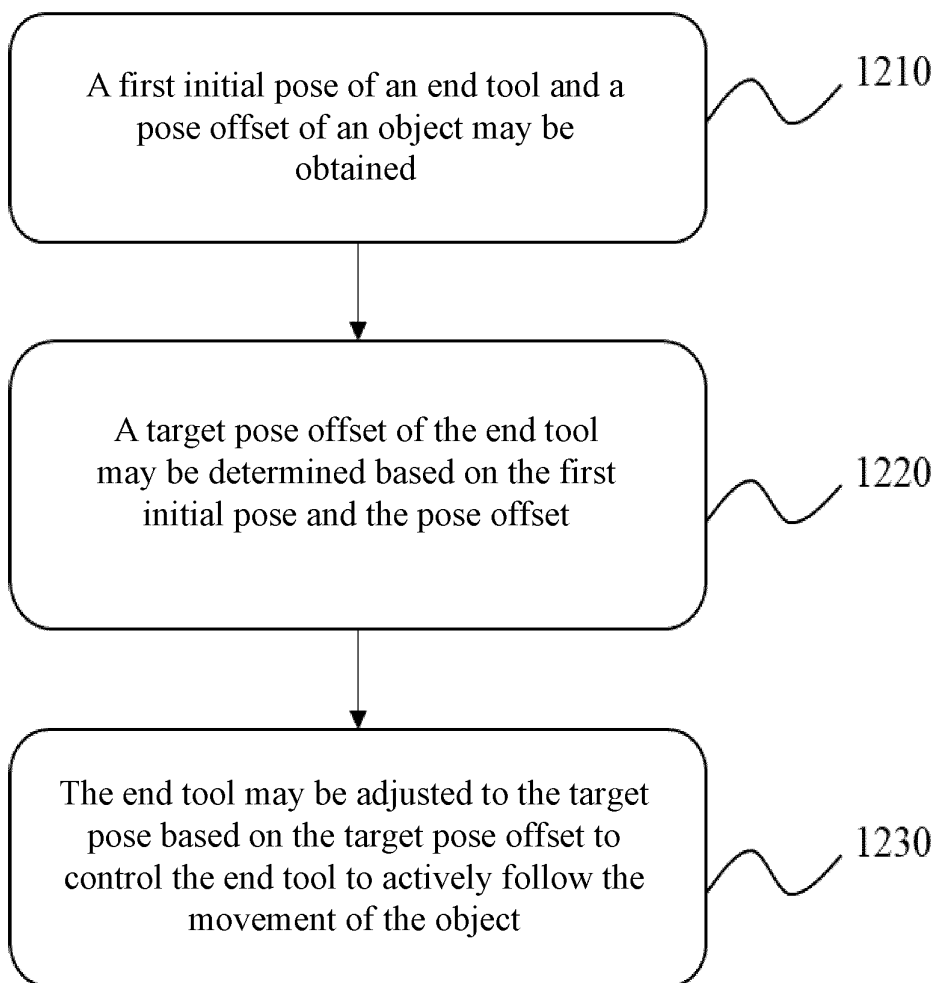 A first initial pose of an end tool and a
pose offset of an object may be
obtained
1210
A target pose offset of the end tool
may be determined based on the first
initial pose and the pose offset
1220
The end tool may be adjusted to the target
pose based on the target pose offset to
control the end tool to actively follow the
movement of the object
1230